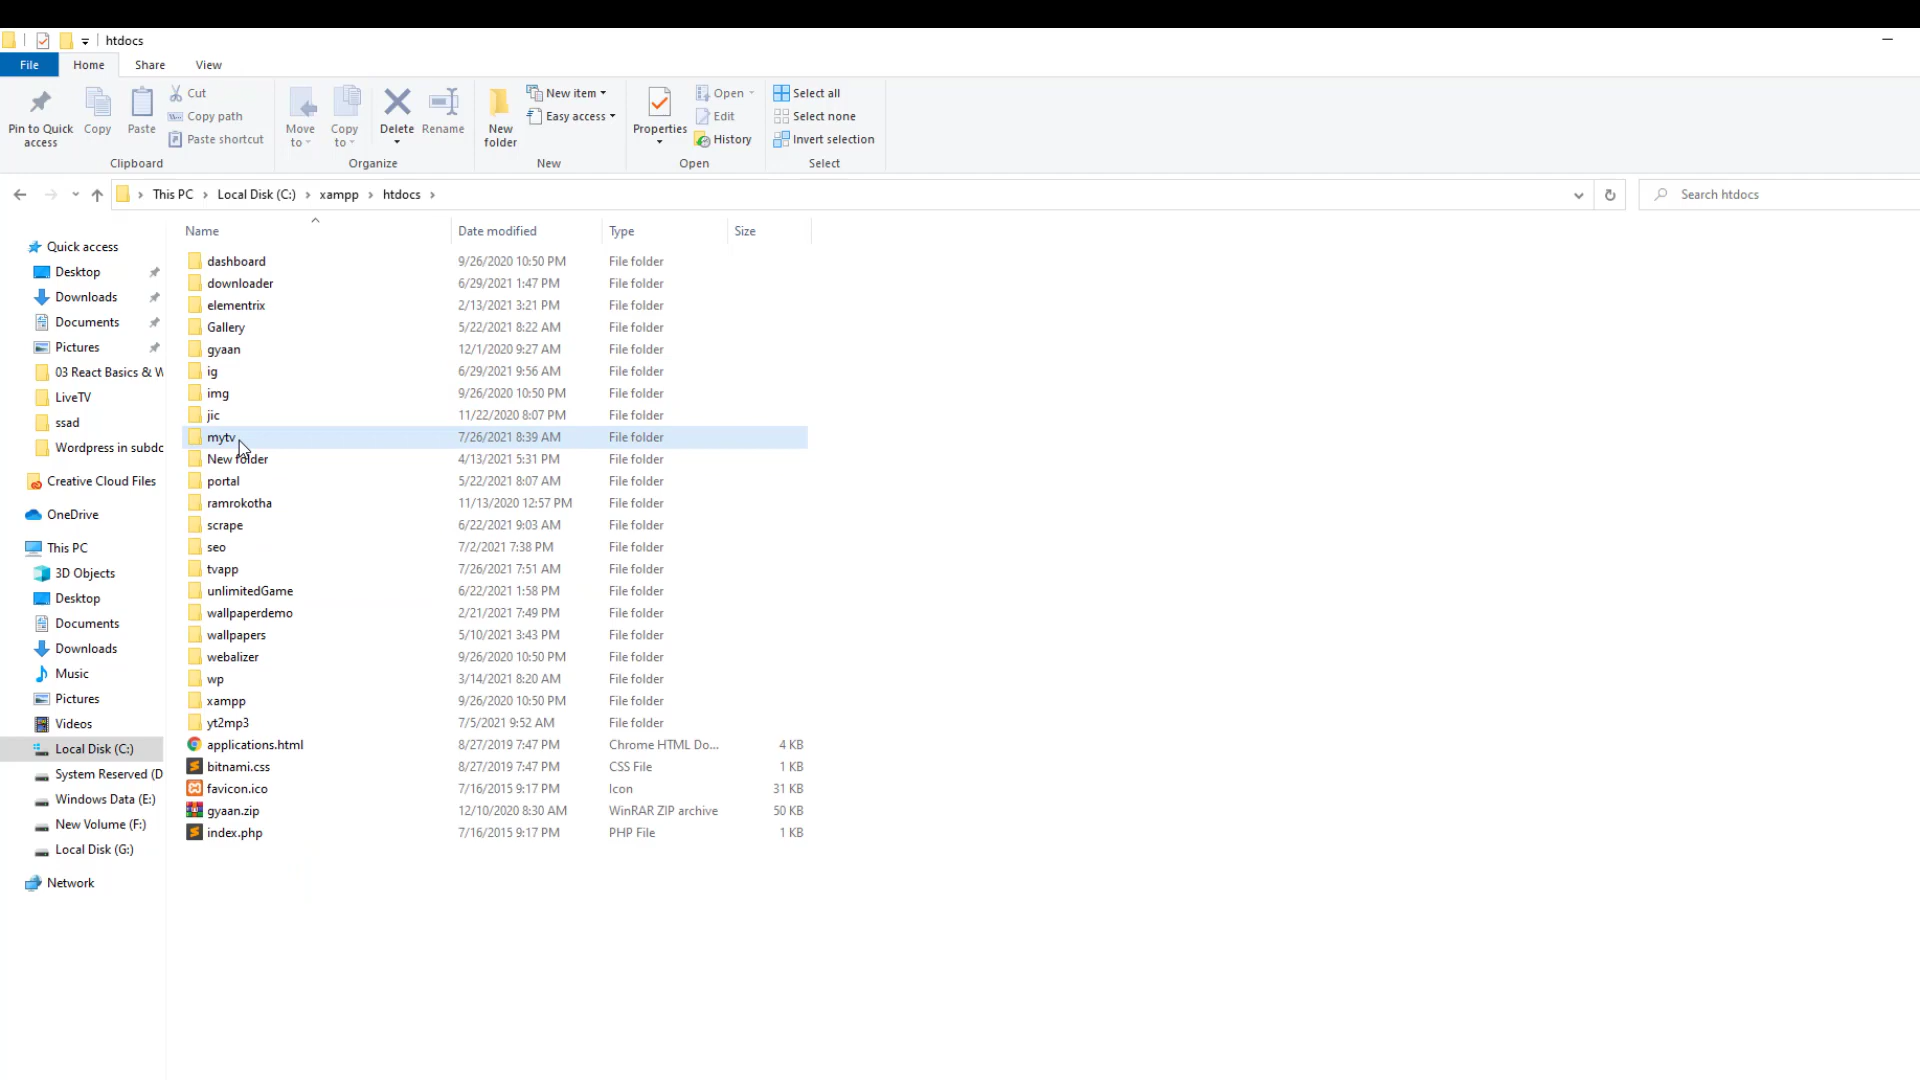 htdocs
File Home Share View
Pin to Quick access
Copy
Paste
Cut
Copy path
Paste shortcut
Clipboard
Move to
Copy to
Delete
Rename
Organize
New folder
New item
Easy access
New
Properties
Open
Edit
History
Open
Select all
Select none
Invert selection
Select
This PC Local Disk (C:) xampp htdocs
Search htdocs
Quick access
Desktop
Downloads
Documents
Pictures
03 React Basics & W
LiveTV
ssad
Wordpress in subdc
Creative Cloud Files
OneDrive
This PC
3D Objects
Desktop
Documents
Downloads
Music
Pictures
Videos
Local Disk (C:)
System Reserved (D
Windows Data (E:)
New Volume (F:)
Local Disk (G:)
Network
Name Date modified Type Size
dashboard 9/26/2020 10:50 PM File folder
downloader 6/29/2021 1:47 PM File folder
elementrix 2/13/2021 3:21 PM File folder
Gallery 5/22/2021 8:22 AM File folder
gyaan 12/1/2020 9:27 AM File folder
ig 6/29/2021 9:56 AM File folder
img 9/26/2020 10:50 PM File folder
jic 11/22/2020 8:07 PM File folder
mytv 7/26/2021 8:39 AM File folder
New folder 4/13/2021 5:31 PM File folder
portal 5/22/2021 8:07 AM File folder
ramrokotha 11/13/2020 12:57 PM File folder
scrape 6/22/2021 9:03 AM File folder
seo 7/2/2021 7:38 PM File folder
tvapp 7/26/2021 7:51 AM File folder
unlimitedGame 6/22/2021 1:58 PM File folder
wallpaperdemo 2/21/2021 7:49 PM File folder
wallpapers 5/10/2021 3:43 PM File folder
webalizer 9/26/2020 10:50 PM File folder
wp 3/14/2021 8:20 AM File folder
xampp 9/26/2020 10:50 PM File folder
yt2mp3 7/5/2021 9:52 AM File folder
applications.html 8/27/2019 7:47 PM Chrome HTML Do... 4 KB
bitnami.css 8/27/2019 7:47 PM CSS File 1 KB
favicon.ico 7/16/2015 9:17 PM Icon 31 KB
gyaan.zip 12/10/2020 8:30 AM WinRAR ZIP archive 50 KB
index.php 7/16/2015 9:17 PM PHP File 1 KB